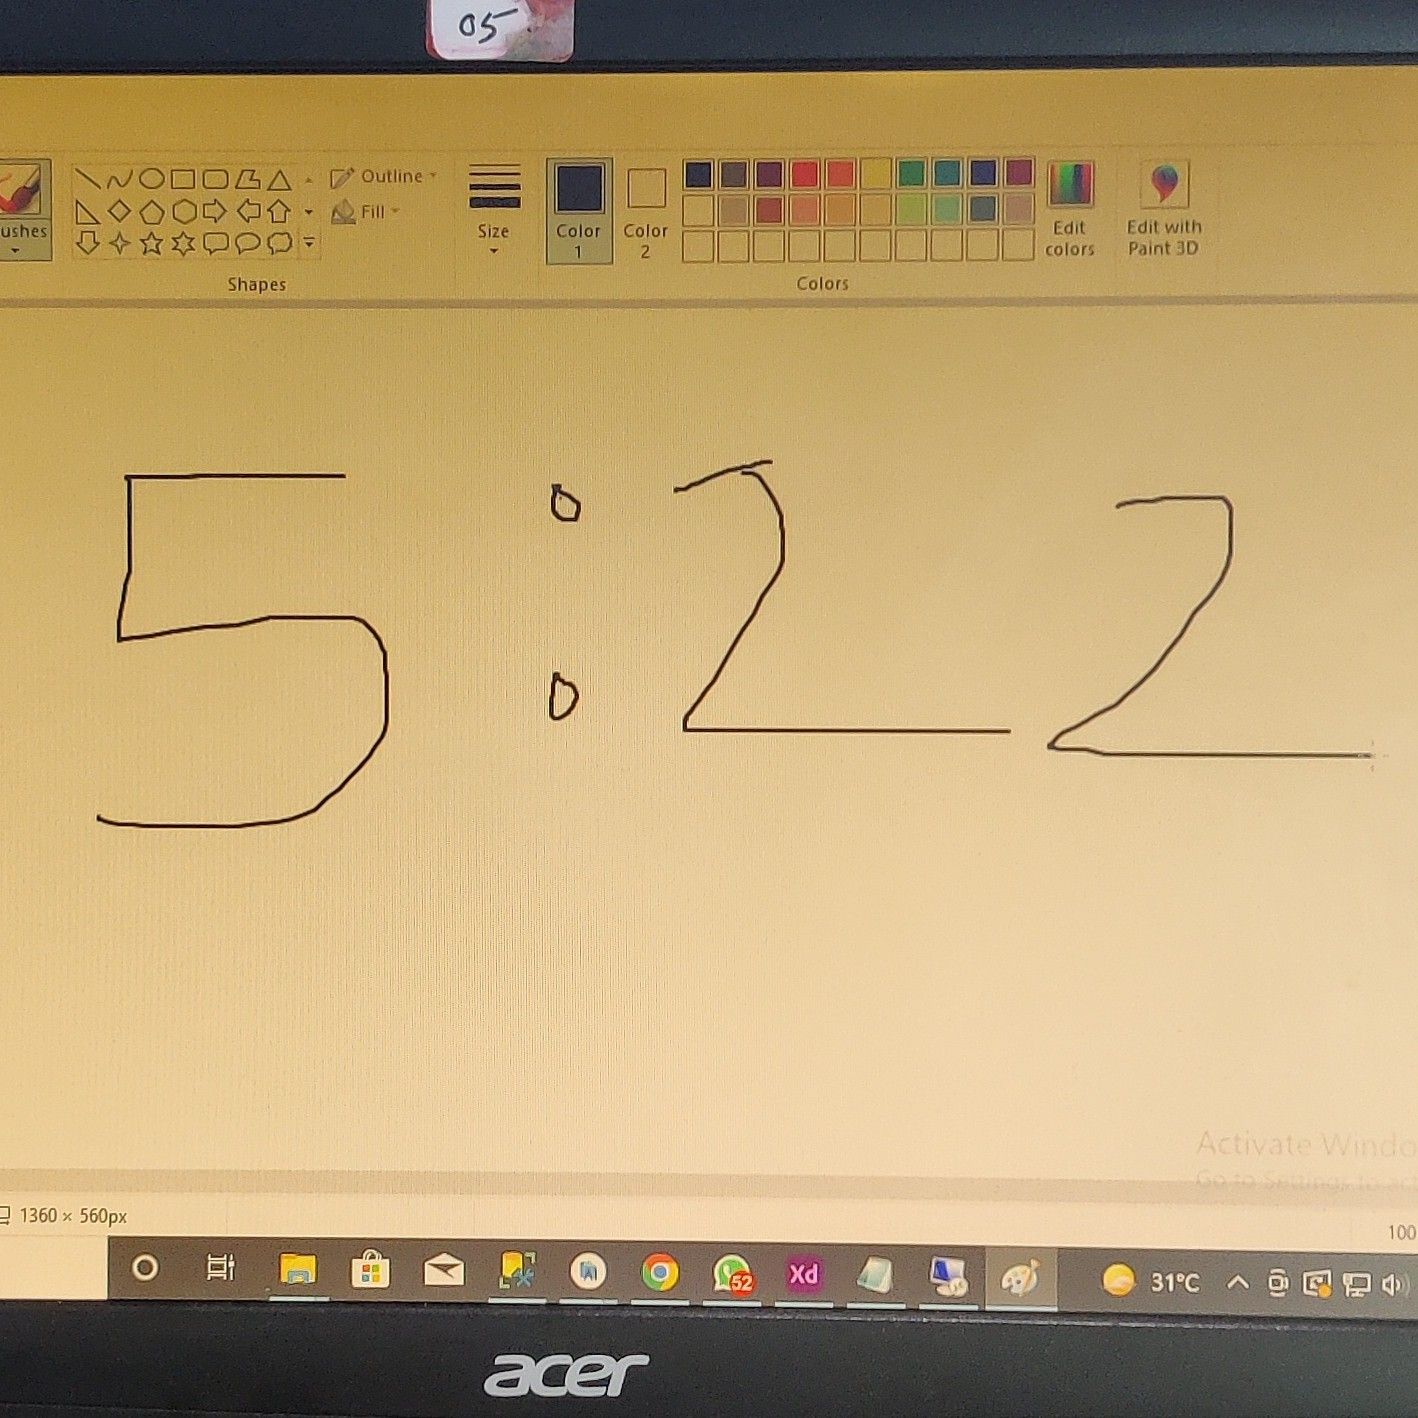 05
ushes
Outline
Fill
Shapes
Size
Color 1
Color 2
Edit colors
Edit with Paint 3D
Colors
5:22
Activate Windo
Go to Settings to act
1360 × 560px
100
52
Xd
31°C
acer